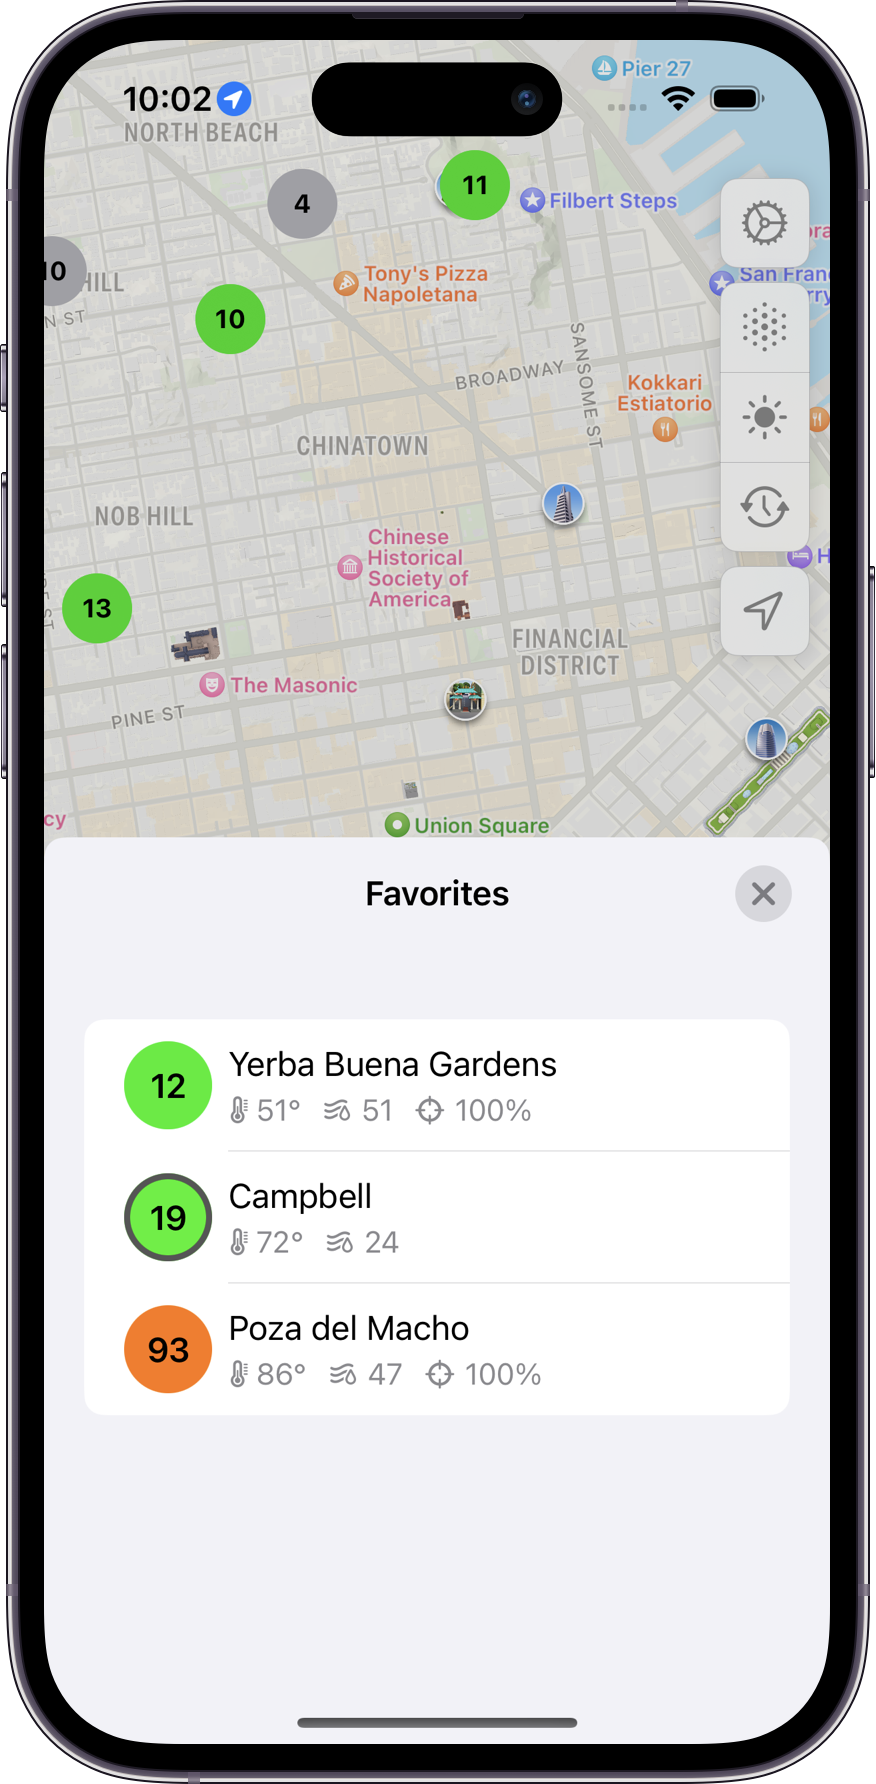 Pier 27
10:02
NORTH BEACH
11
4
Filbert Steps
10
HILL
Tony's Pizza
Napoletana
San Fran
N ST
10
SANSOME ST
BROADWAY
Kokkari
Estiatorio
CHINATOWN
NOB HILL
Chinese
Historical
Society of
America
H
13
FINANCIAL
DISTRICT
The Masonic
PINE ST
cy
Union Square
Favorites
12
Yerba Buena Gardens
51° 51 100%
19
Campbell
72° 24
93
Poza del Macho
86° 47 100%